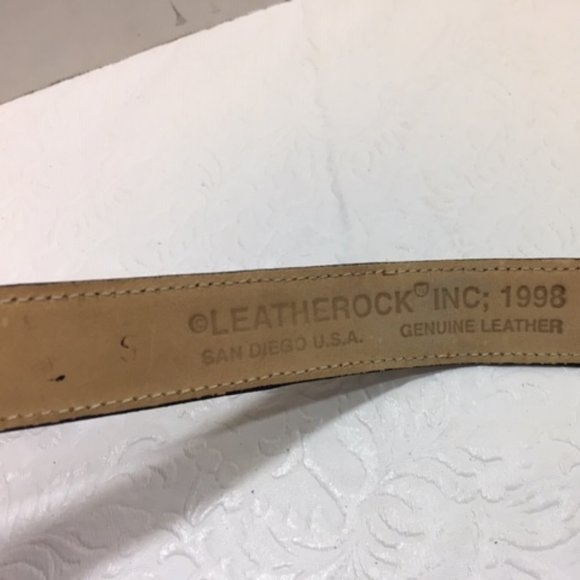 S
©LEATHEROCK® INC; 1998
SAN DIEGO U.S.A. GENUINE LEATHER